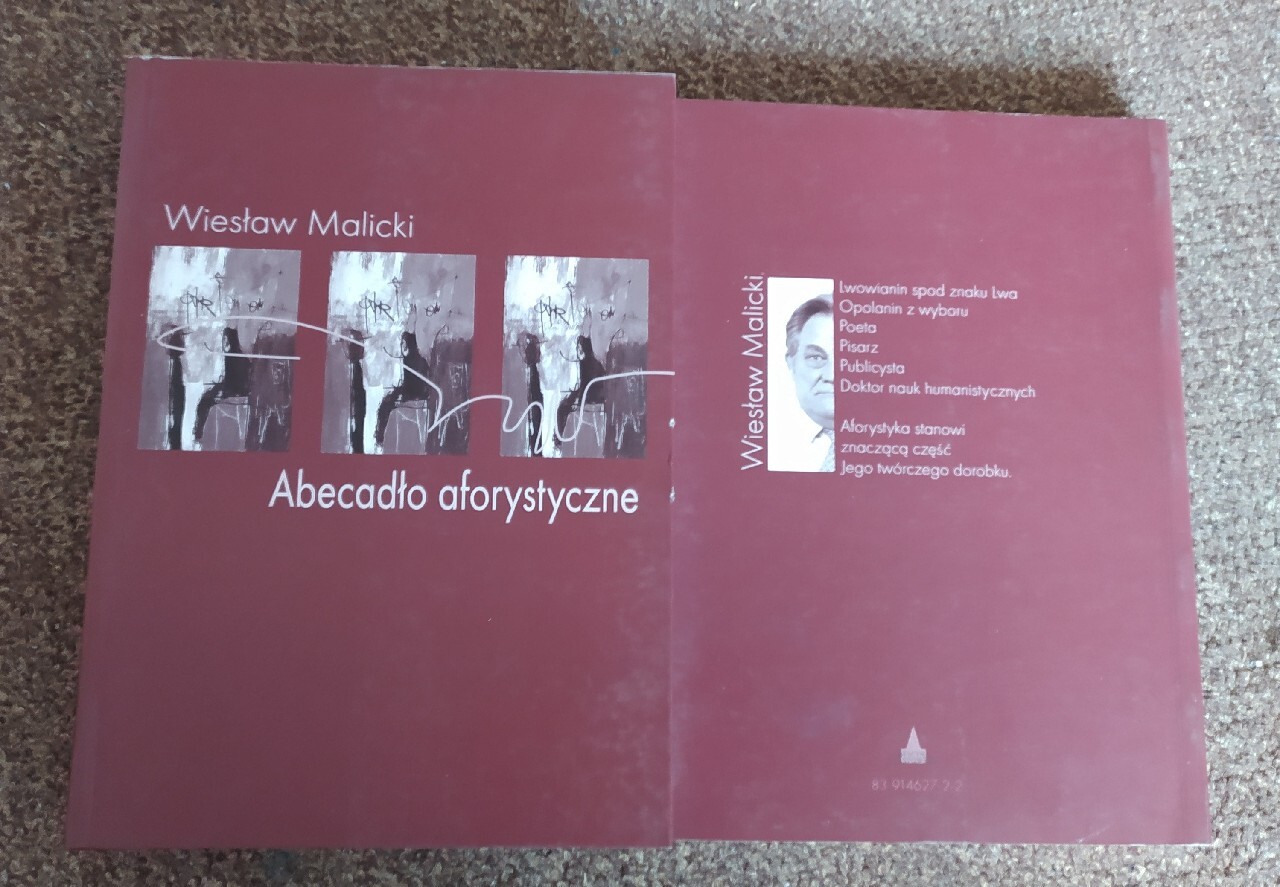 Wiesław Malicki
Abecadło aforystyczne
Wiesław Malicki
Lwowianin spod znaku Lwa
Opolanin z wyboru
Poeta
Pisarz
Publicysta
Doktor nauk humanistycznych
Aforystyka stanowi
znaczącą część
Jego twórczego dorobku.
83-914627-2-2